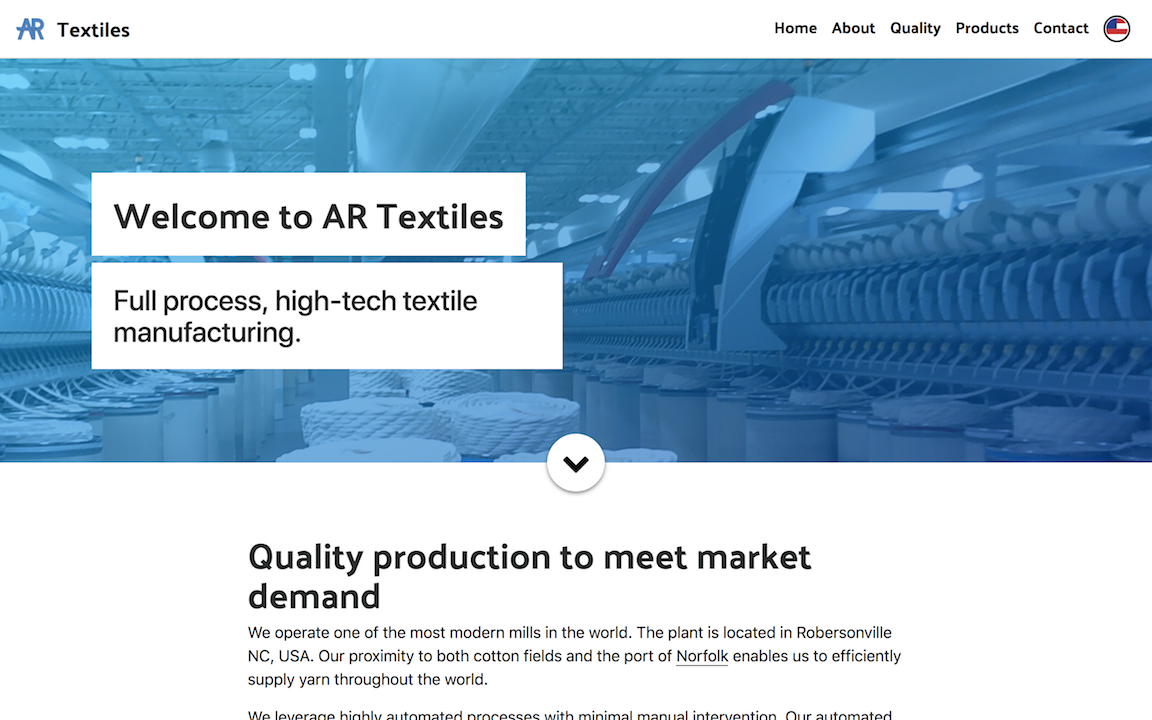 AR Textiles
Home About Quality Products Contact
Welcome to AR Textiles
Full process, high-tech textile
manufacturing.
Quality production to meet market
demand
We operate one of the most modern mills in the world. The plant is located in Robersonville
NC, USA. Our proximity to both cotton fields and the port of Norfolk enables us to efficiently
supply yarn throughout the world.
We leverage highly automated processes with minimal manual intervention. Our automated